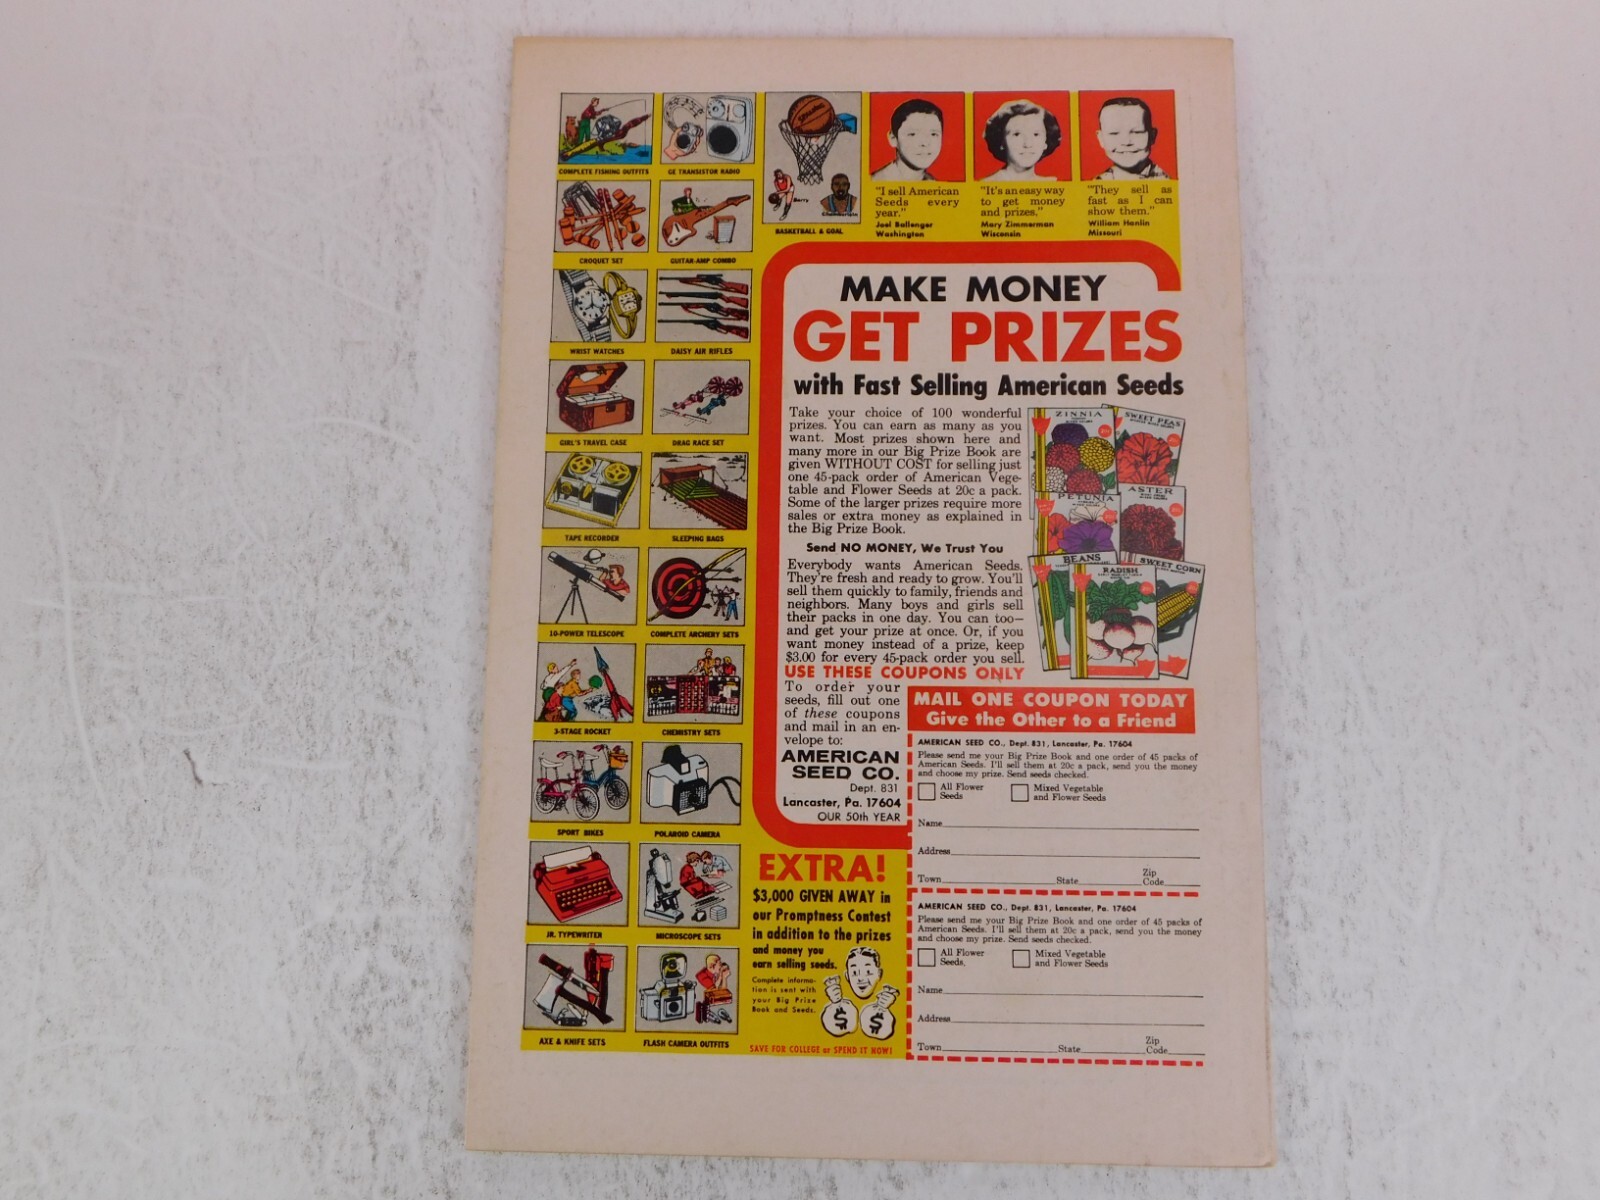 COMPLETE FISHING OUTFITS
GE TRANSISTOR RADIO
CROQUET SET
GUITAR-AMP COMBO
WRIST WATCHES
DAISY AIR RIFLES
GIRL'S TRAVEL CASE
DRAG RACE SET
TAPE RECORDER
SLEEPING BAGS
10-POWER TELESCOPE
COMPLETE ARCHERY SETS
3-STAGE ROCKET
CHEMISTRY SETS
SPORT BIKES
POLAROID CAMERA
JR. TYPEWRITER
MICROSCOPE SETS
AXE & KNIFE SETS
FLASH CAMERA OUTFITS
Barry
Chamberlain
BASKETBALL & GOAL
"I sell American
Seeds every
year."
Joel Ballenger
Washington
"It's an easy way
to get money
and prizes."
Mary Zimmerman
Wisconsin
"They sell as
fast as I can
show them."
William Hanlin
Missouri
MAKE MONEY
GET PRIZES
with Fast Selling American Seeds
Take your choice of 100 wonderful
prizes. You can earn as many as you
want. Most prizes shown here and
many more in our Big Prize Book are
given WITHOUT COST for selling just
one 45-pack order of American Vege-
table and Flower Seeds at 20c a pack.
Some of the larger prizes require more
sales or extra money as explained in
the Big Prize Book.
Send NO MONEY, We Trust You
Everybody wants American Seeds.
They're fresh and ready to grow. You'll
sell them quickly to family, friends and
neighbors. Many boys and girls sell
their packs in one day. You can too—
and get your prize at once. Or, if you
want money instead of a prize, keep
$3.00 for every 45-pack order you sell.
ZINNIA
SWEET PEAS
PETUNIA
ASTER
BEANS
RADISH
SWEET CORN
USE THESE COUPONS ONLY
To order your
seeds, fill out one
of these coupons
and mail in an en-
velope to:
AMERICAN
SEED CO.
Dept. 831
Lancaster, Pa. 17604
OUR 50th YEAR
MAIL ONE COUPON TODAY
Give the Other to a Friend
AMERICAN SEED CO., Dept. 831, Lancaster, Pa. 17604
Please send me your Big Prize Book and one order of 45 packs of
American Seeds. I'll sell them at 20c a pack, send you the money
and choose my prize. Send seeds checked.
All Flower
Seeds
Mixed Vegetable
and Flower Seeds
Name
Address
Town State Zip
Code
AMERICAN SEED CO., Dept. 831, Lancaster, Pa. 17604
Please send me your Big Prize Book and one order of 45 packs of
American Seeds. I'll sell them at 20c a pack, send you the money
and choose my prize. Send seeds checked.
All Flower
Seeds,
Mixed Vegetable
and Flower Seeds
Name
Address
Town State Zip
Code
EXTRA!
$3,000 GIVEN AWAY in
our Promptness Contest
in addition to the prizes
and money you
earn selling seeds.
Complete informa-
tion is sent with
your Big Prize
Book and Seeds.
$ $
SAVE FOR COLLEGE or SPEND IT NOW!